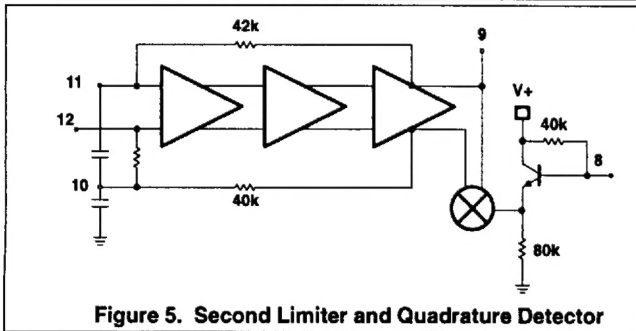 42k
9
11
V+
12
40k
8
10
40k
80k
Figure 5. Second Limiter and Quadrature Detector